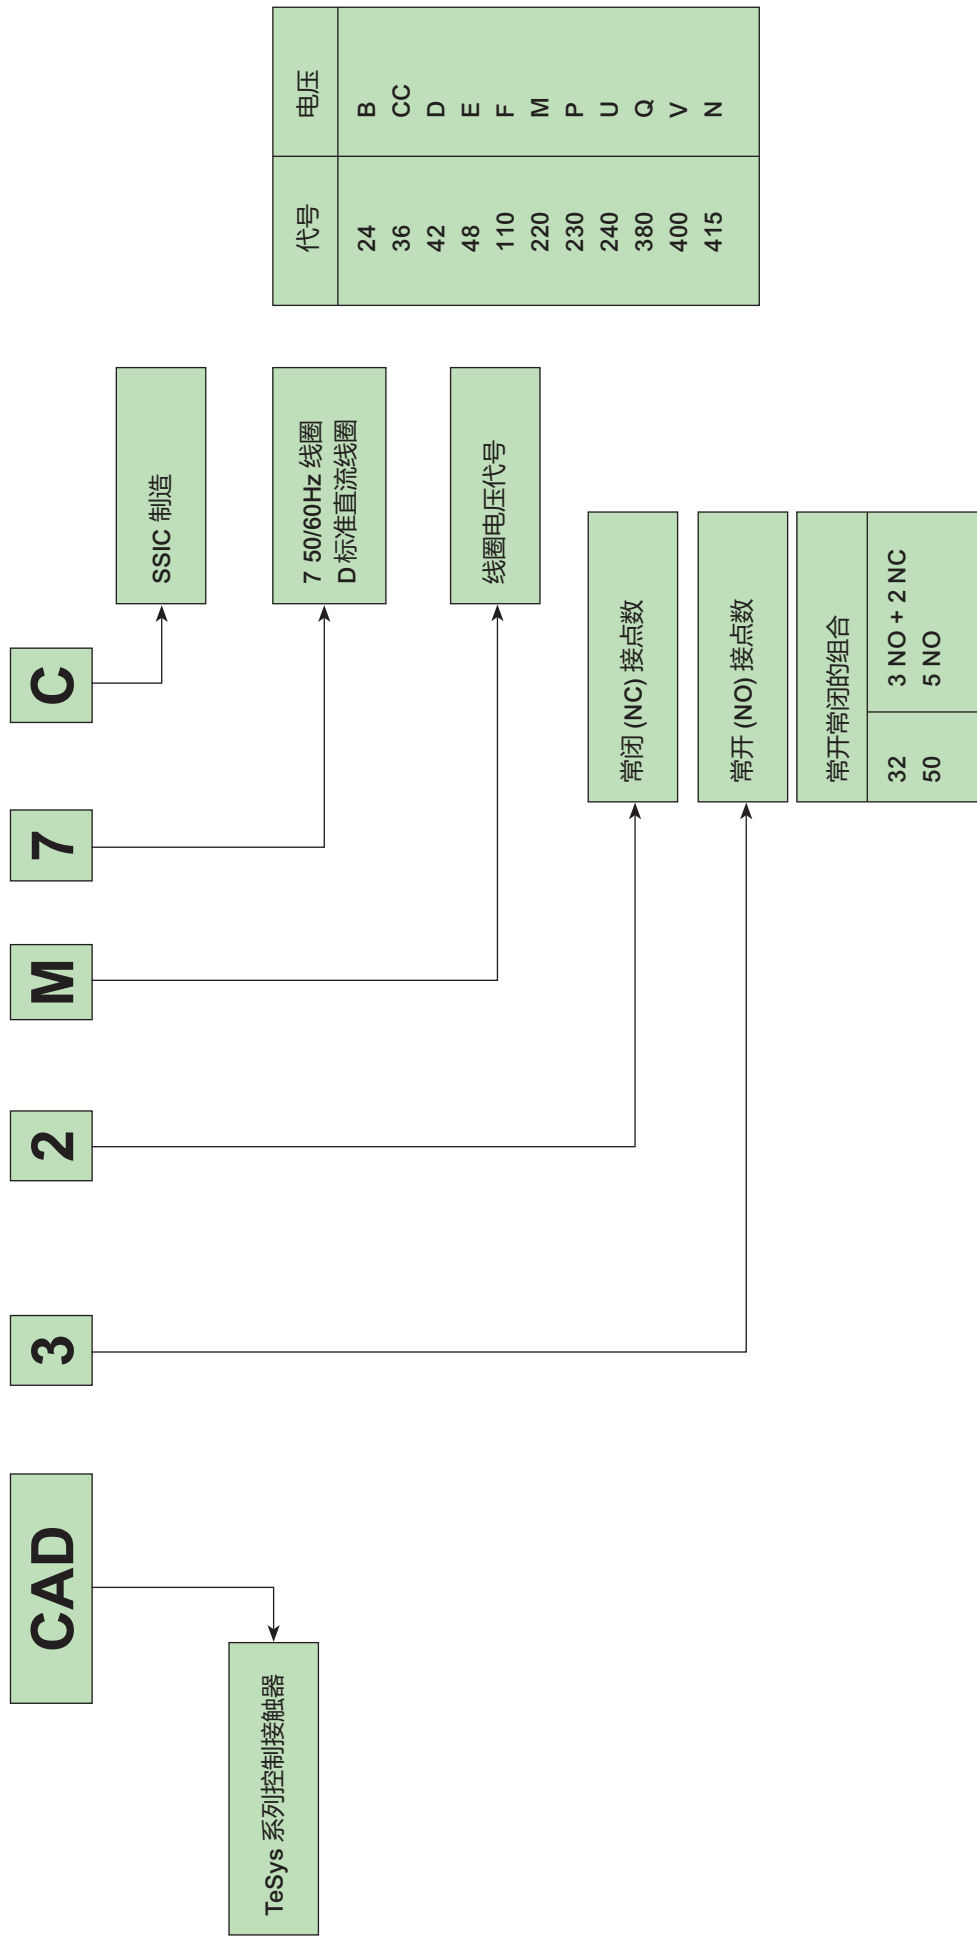 CAD 3 2 M 7 C
TeSys 系列控制接触器
SSIC 制造
7 50/60Hz 线圈
D标准直流线圈
线圈电压代号
常闭 (NC) 接点数
常开 (NO) 接点数
常开常闭的组合
32 3 NO + 2 NC
50 5 NO
代号 电压
24 B
36 CC
42 D
48 E
110 F
220 M
230 P
240 U
380 Q
400 V
415 N